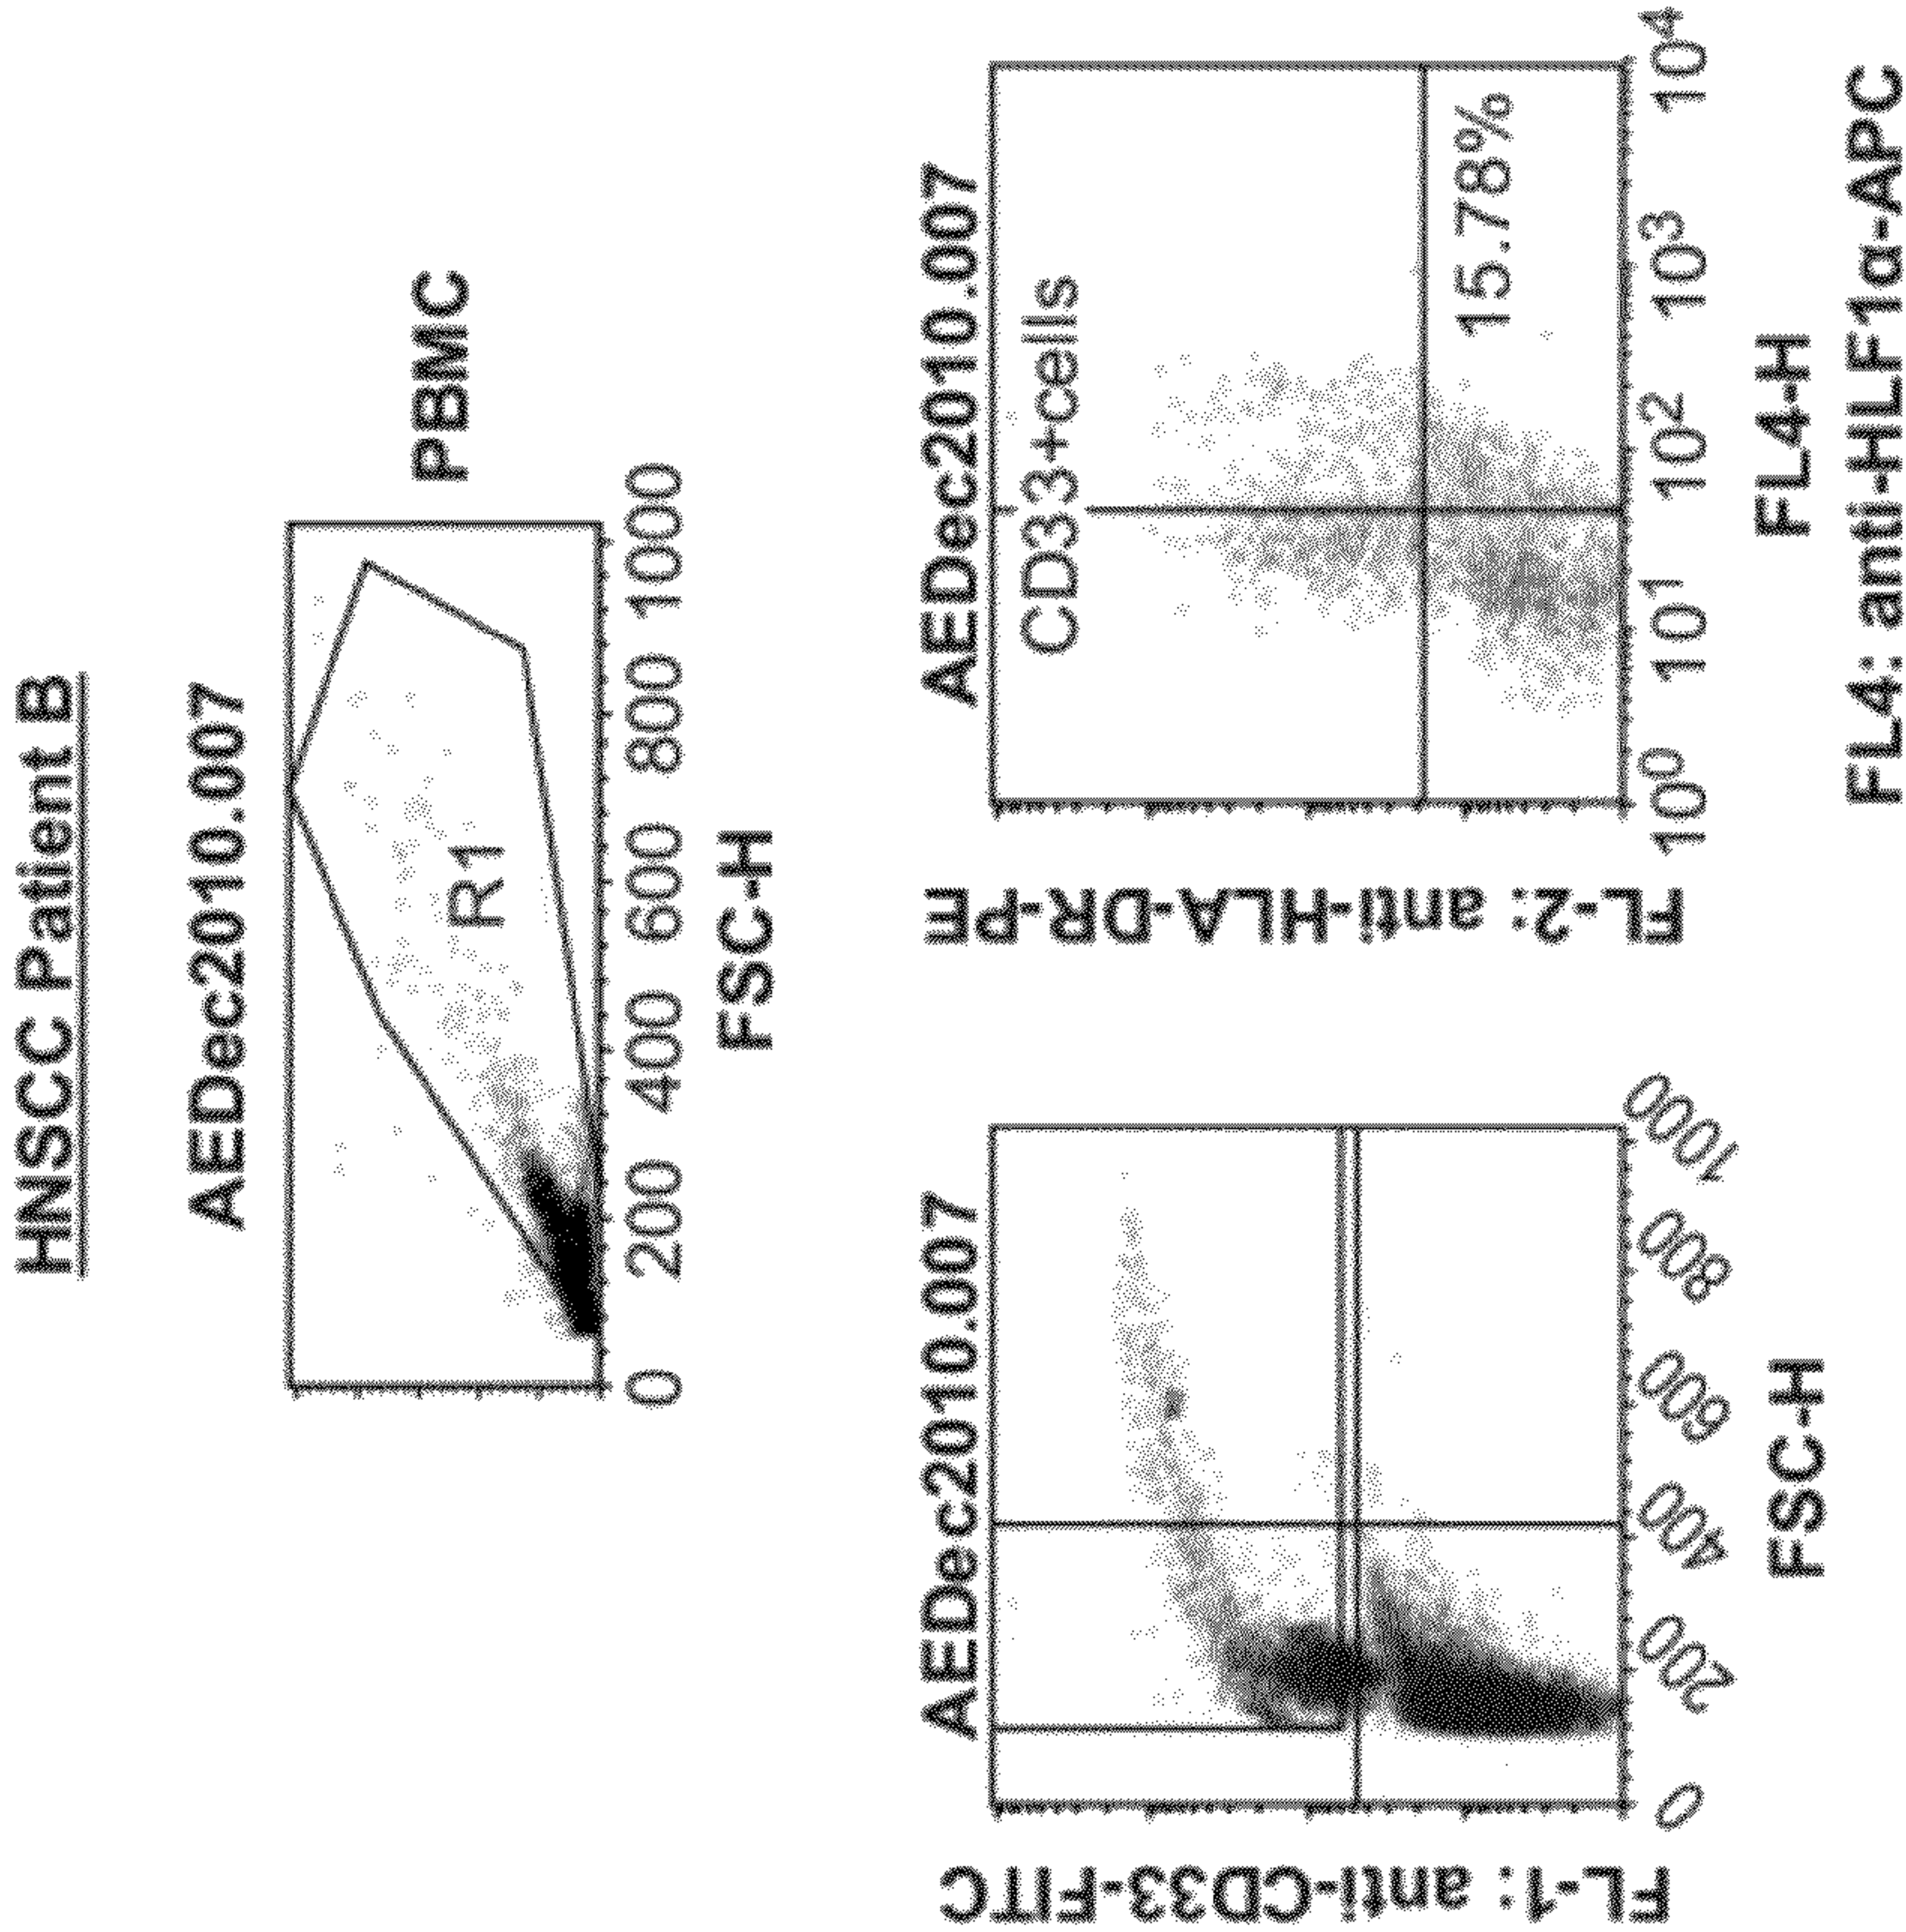 HNSCC Patient B
AEDec2010.007
R1
PBMC
0 200 400 600 800 1000
FSC-H
AEDec2010.007
FL-1: anti-CD33-FITC
0 200 400 600 800 1000
FSC-H
AEDec2010.007
CD33+cells
15.78%
FL-2: anti-HLA-DR-PE
10⁰ 10¹ 10² 10³ 10⁴
FL4-H
FL4: anti-HLF1α-APC